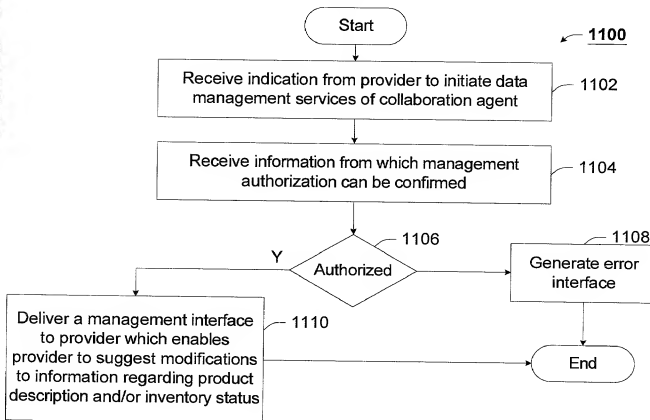 Start
1100
Receive indication from provider to initiate data
management services of collaboration agent
1102
Receive information from which management
authorization can be confirmed
1104
1106
Authorized
Y
1108
Generate error
interface
Deliver a management interface
to provider which enables
provider to suggest modifications
to information regarding product
description and/or inventory status
1110
End